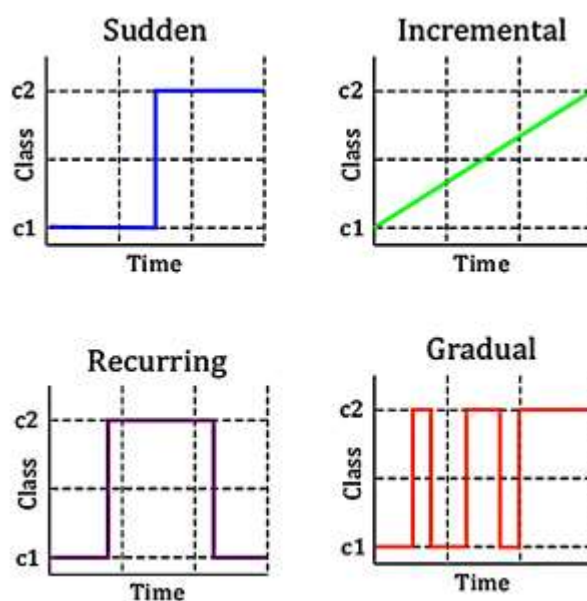 Sudden
c2
Class
c1
Time
Incremental
c2
Class
c1
Time
Recurring
c2
Class
c1
Time
Gradual
c2
Class
c1
Time